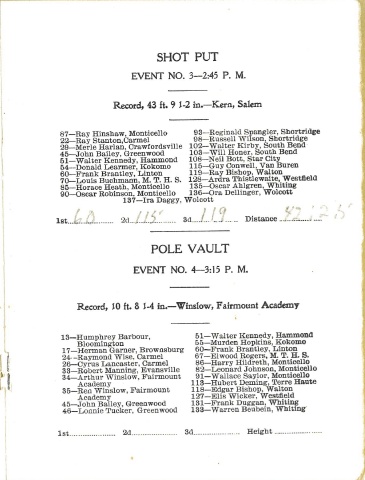 SHOT PUT
EVENT NO. 3—2:45 P. M.
Record, 43 ft. 9 1-2 in.—Kern, Salem
87—Ray Hinshaw, Monticello
22—Ray Stanton, Carmel
28—Merle Harlan, Crawfordsville
45—John Bailey, Greenwood
51—Walter Kennedy, Hammond
54—Donald Learner, Kokomo
60—Frank Brantley, Linton
70—Louis Buchmann, M. T. H. S.
85—Horace Heath, Monticello
90—Oscar Robinson, Monticello
93—Reginald Spangler, Shortridge
98—Russell Wilson, Shortridge
102—Walter Kirby, South Bend
103—Will Honer, South Bend
108—Neil Bott, Star City
115—Guy Conwell, Van Buren
119—Ray Bishop, Walton
128—Ardra Thistlewaite, Westfield
135—Oscar Ahlgren, Whiting
136—Ora Dellinger, Wolcott
137—Ira Daggy, Wolcott
1st 60 2d 115 3d 119 Distance
POLE VAULT
EVENT NO. 4—3:15 P. M.
Record, 10 ft. 8 1-4 in.—Winslow, Fairmount Academy
13—Humphrey Barbour,
Bloomington
17—Herman Garner, Brownsburg
24—Raymond Wise, Carmel
26—Cyrus Lancaster, Carmel
33—Robert Manning, Evansville
34—Arthur Winslow, Fairmount
Academy
35—Rea Winslow, Fairmount
Academy
45—John Bailey, Greenwood
46—Lonnie Tucker, Greenwood
51—Walter Kennedy, Hammond
55—Murden Hopkins, Kokomo
60—Frank Brantley, Linton
67—Elwood Rogers, M. T. H. S.
86—Harry Hildreth, Monticello
82—Leonard Johnson, Monticello
91—Wallace Saylor, Monticello
113—Hubert Deming, Terre Haute
118—Edgar Bishop, Walton
127—Elis Wicker, Westfield
131—Frank Duggan, Whiting
133—Warren Beubein, Whiting
1st 2d 3d Height